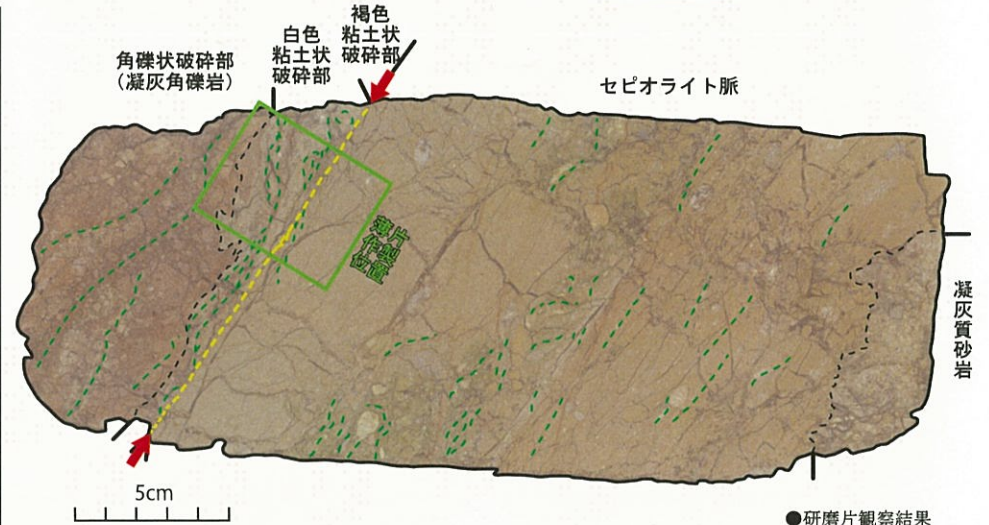 角礫状破砕部
（凝灰角礫岩）
白色
粘土状
破砕部
褐色
粘土状
破砕部
セピオライト脈
薄片製
作位置
凝灰質砂岩
5cm
●研磨片観察結果